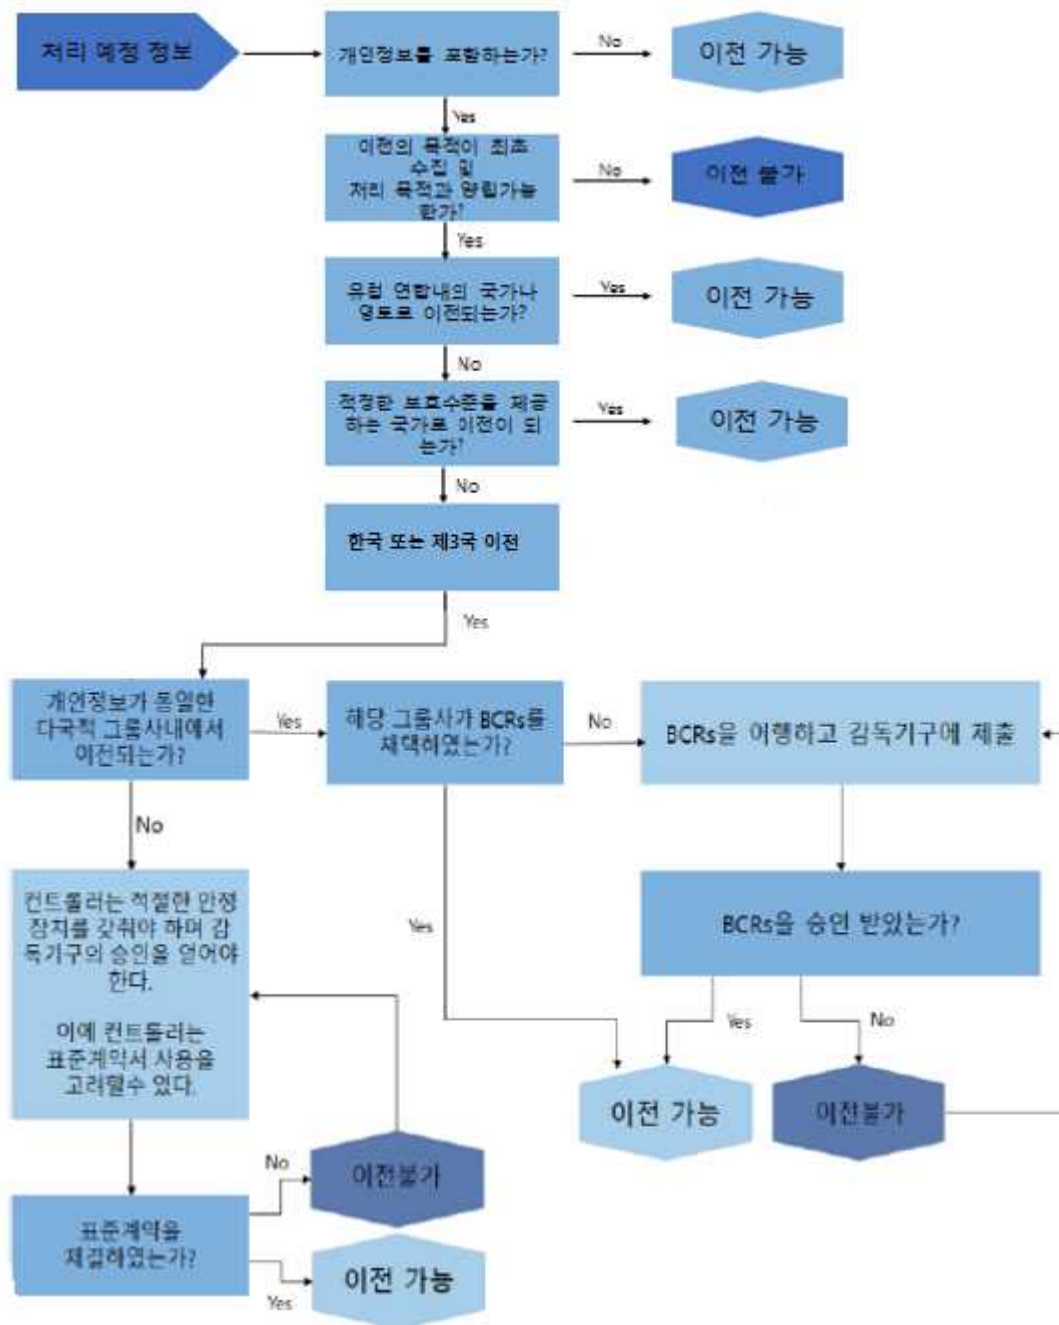 처리 예정 정보
개인정보를 포함하는가?
No
이전 가능
Yes
이전의 목적이 최초
수집 및
처리 목적과 양립가능
한가?
No
이전 불가
Yes
유럽 연합내의 국가나
영토로 이전되는가?
Yes
이전 가능
No
적정한 보호수준을 제공
하는 국가로 이전이 되
는가?
Yes
이전 가능
No
한국 또는 제3국 이전
Yes
개인정보가 동일한
다국적 그룹사내에서
이전되는가?
Yes
해당 그룹사가 BCRs를
채택하였는가?
No
BCRs을 이행하고 감독기구에 제출
No
컨트롤러는 적절한 안정
장치를 갖춰야 하며 감
독기구의 승인을 얻어야
한다.
이에 컨트롤러는
표준계약서 사용을
고려할수 있다.
Yes
BCRs을 승인 받았는가?
Yes
No
이전 가능
이전불가
No
이전불가
표준계약을
체결하였는가?
Yes
이전 가능